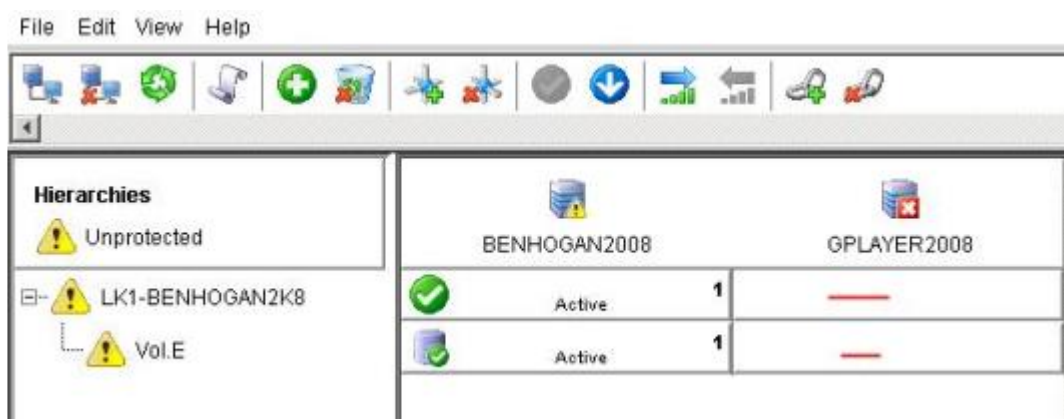 File Edit View Help
Hierarchies
Unprotected
BENHOGAN2008 GPLAYER2008
LK1-BENHOGAN2K8 Active 1
Vol.E Active 1